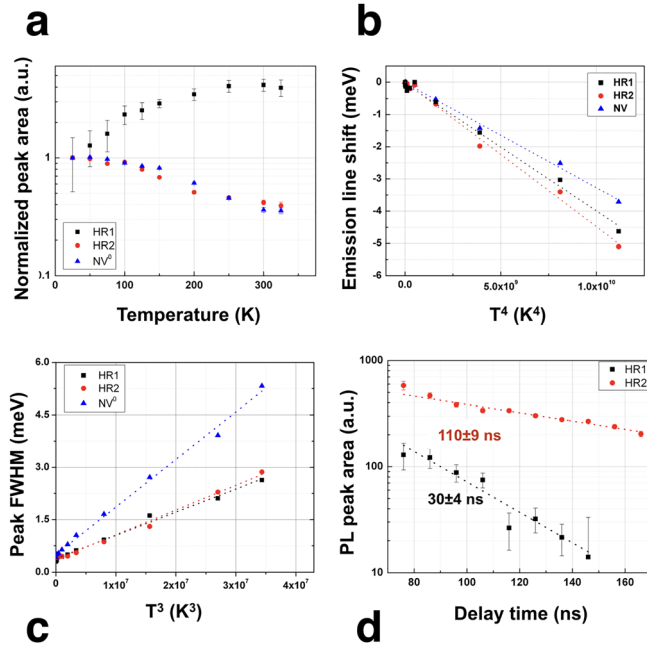 a
Normalized peak area (a.u.)
1
0.1
0
50
100
150
200
250
300
350
HR1
HR2
NV⁰
Temperature (K)
b
Emission line shift (meV)
0
-1
-2
-3
-4
-5
-6
0.0
5.0x10⁹
1.0x10¹⁰
HR1
HR2
NV
T⁴ (K⁴)
Peak FWHM (meV)
6.0
4.5
3.0
1.5
0.0
0
1x10⁷
2x10⁷
3x10⁷
4x10⁷
HR1
HR2
NV⁰
T³ (K³)
c
PL peak area (a.u.)
1000
100
10
80
100
120
140
160
HR1
HR2
110±9 ns
30±4 ns
Delay time (ns)
d